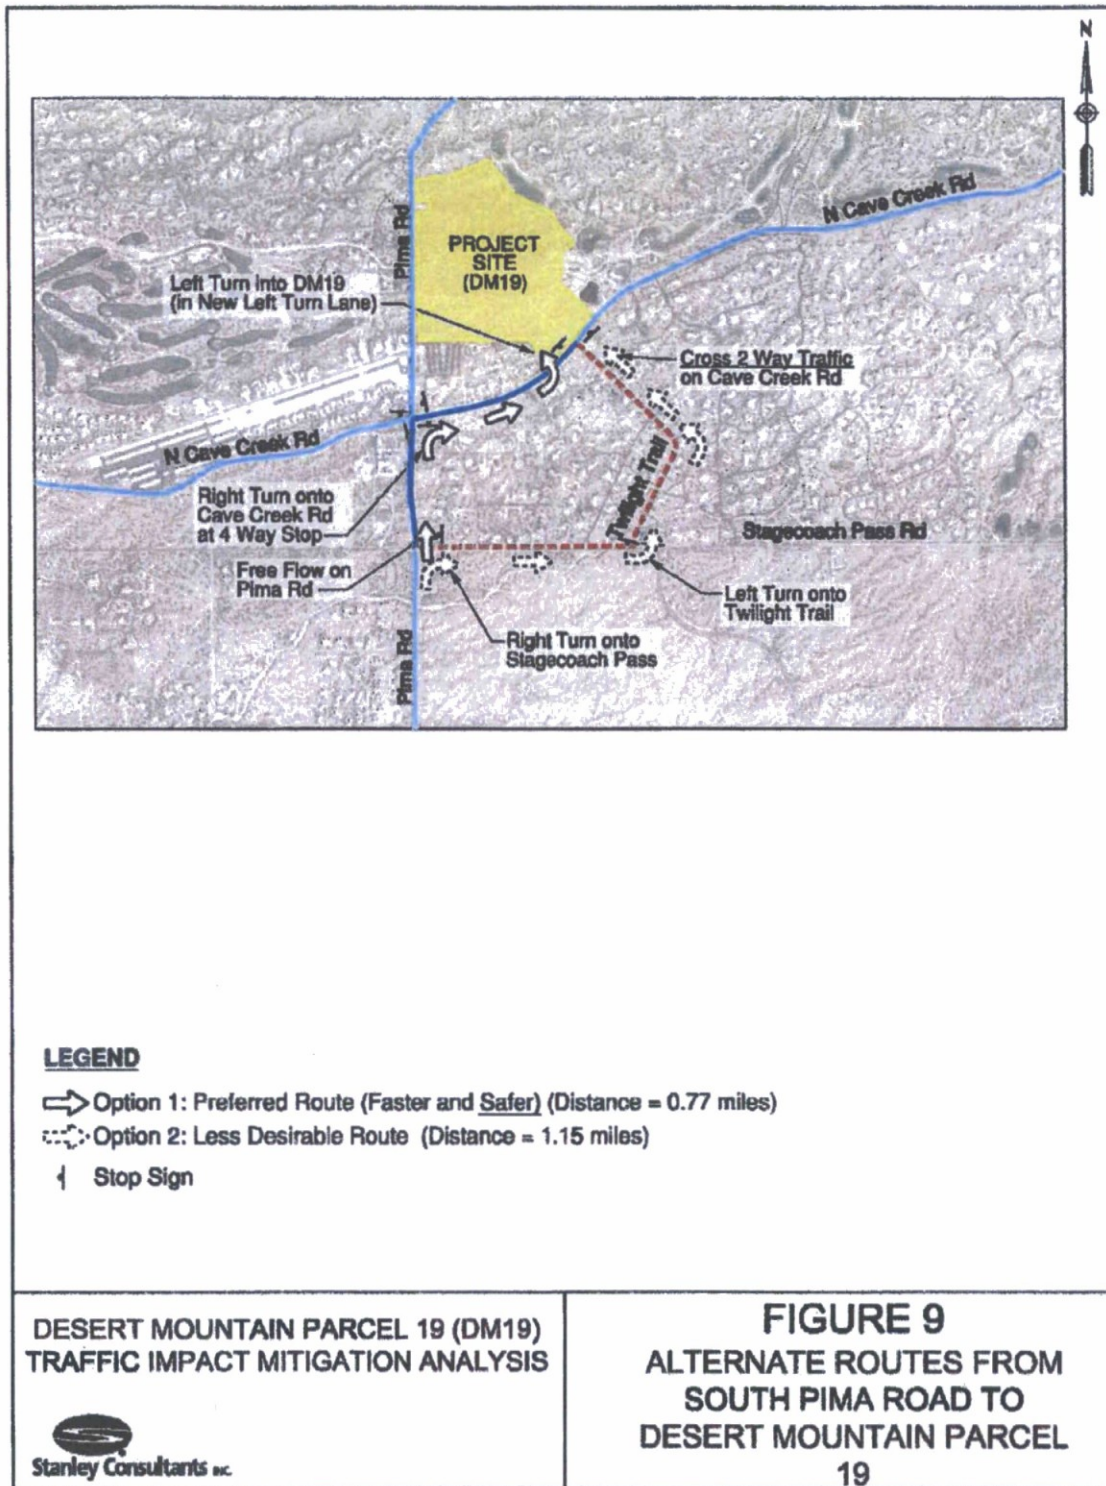 N
N Cave Creek Rd
Pima Rd
PROJECT
SITE
(DM19)
Left Turn into DM19
(in New Left Turn Lane)
Cross 2 Way Traffic
on Cave Creek Rd
N Cave Creek Rd
Twilight Trail
Right Turn onto
Cave Creek Rd
at 4 Way Stop
Stagecoach Pass Rd
Free Flow on
Pima Rd
Left Turn onto
Twilight Trail
Right Turn onto
Stagecoach Pass
Pima Rd
LEGEND
Option 1: Preferred Route (Faster and Safer) (Distance = 0.77 miles)
Option 2: Less Desirable Route (Distance = 1.15 miles)
Stop Sign
DESERT MOUNTAIN PARCEL 19 (DM19)
TRAFFIC IMPACT MITIGATION ANALYSIS
Stanley Consultants INC.
FIGURE 9
ALTERNATE ROUTES FROM
SOUTH PIMA ROAD TO
DESERT MOUNTAIN PARCEL
19